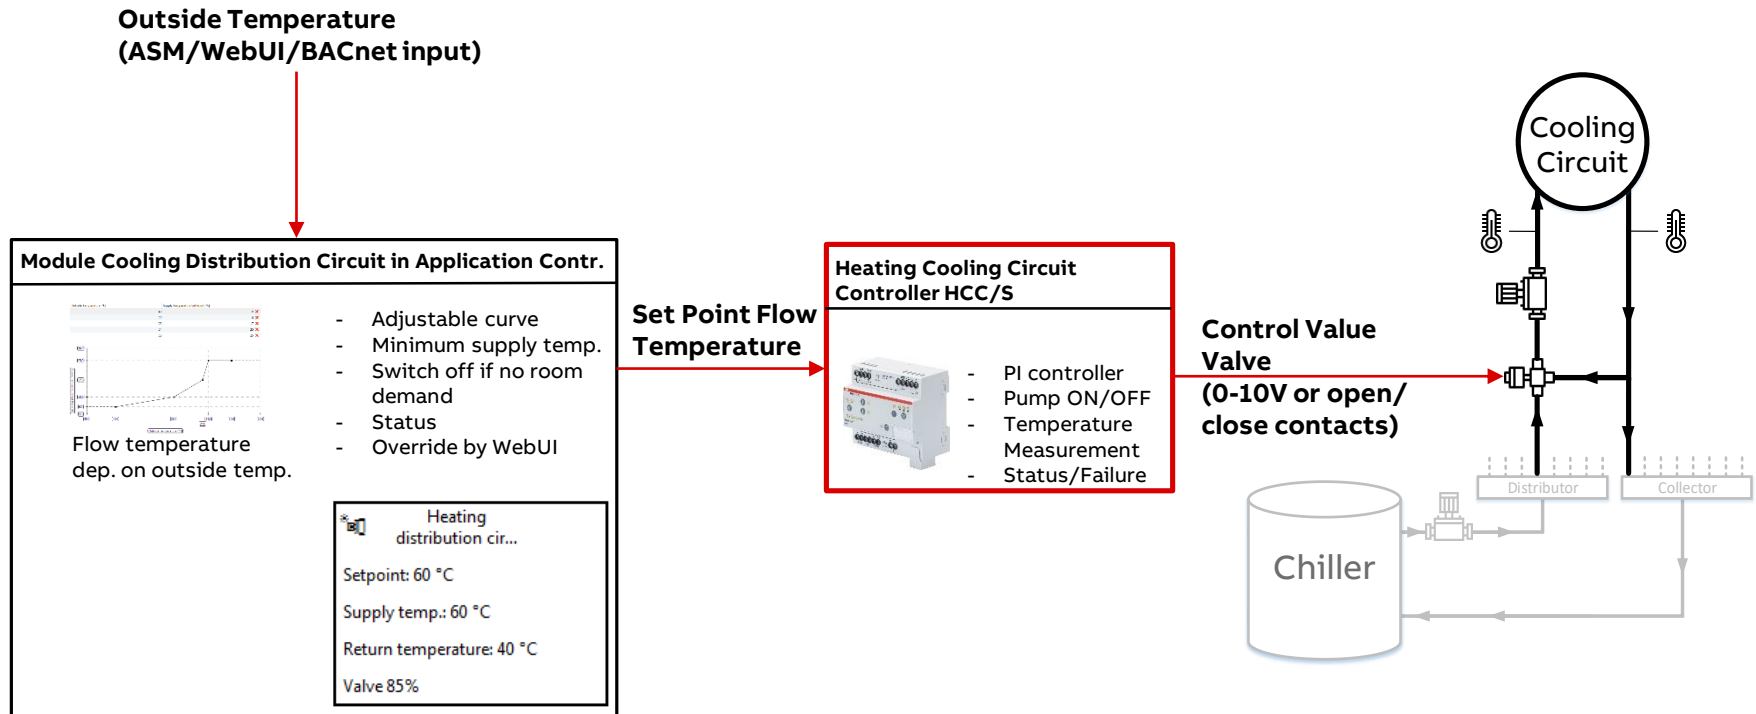 Outside Temperature
(ASM/WebUI/BACnet input)
Module Cooling Distribution Circuit in Application Contr.
Flow temperature
dep. on outside temp.
- Adjustable curve
- Minimum supply temp.
- Switch off if no room
demand
- Status
- Override by WebUI
Heating
distribution cir...
Setpoint: 60 °C
Supply temp.: 60 °C
Return temperature: 40 °C
Valve 85%
Set Point Flow
Temperature
Heating Cooling Circuit
Controller HCC/S
- PI controller
- Pump ON/OFF
- Temperature
Measurement
- Status/Failure
Control Value
Valve
(0-10V or open/
close contacts)
Cooling
Circuit
Distributor
Collector
Chiller